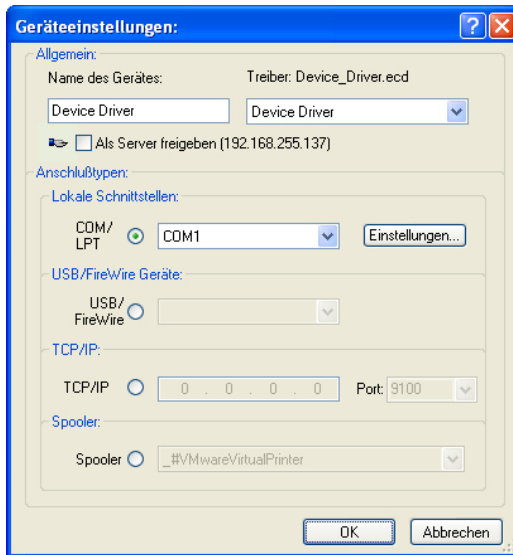 Geräteeinstellungen:
Allgemein:
Name des Gerätes:
Treiber: Device_Driver.ecd
Device Driver
Device Driver
Als Server freigeben (192.168.255.137)
Anschlußtypen:
Lokale Schnittstellen:
COM/
LPT
COM1
Einstellungen...
USB/FireWire Geräte:
USB/
FireWire
TCP/IP:
TCP/IP
0 . 0 . 0 . 0
Port: 9100
Spooler:
Spooler
_#VMwareVirtualPrinter
OK
Abbrechen